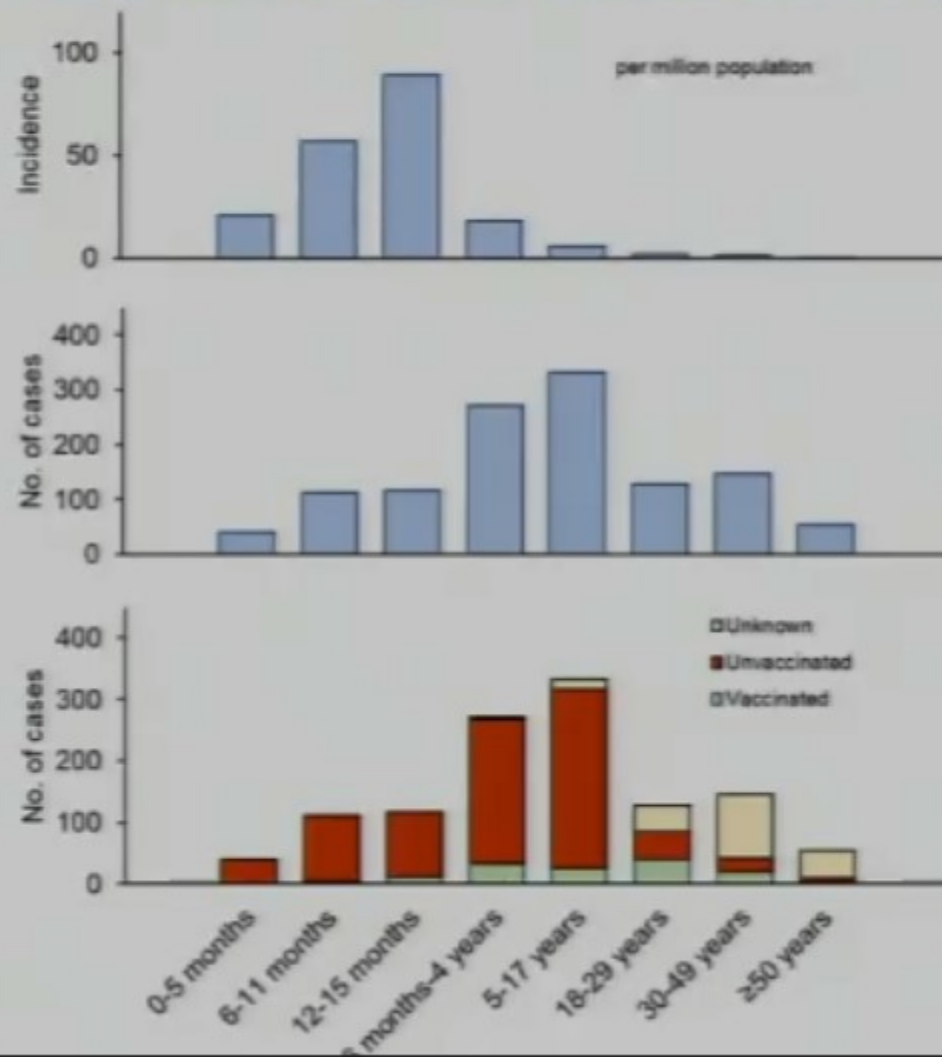 Incidence
100
50
0
per million population
No. of cases
400
300
200
100
0
No. of cases
400
300
200
100
0
Unknown
Unvaccinated
Vaccinated
0-5 months
6-11 months
12-15 months
months-4 years
5-17 years
18-29 years
30-49 years
≥50 years